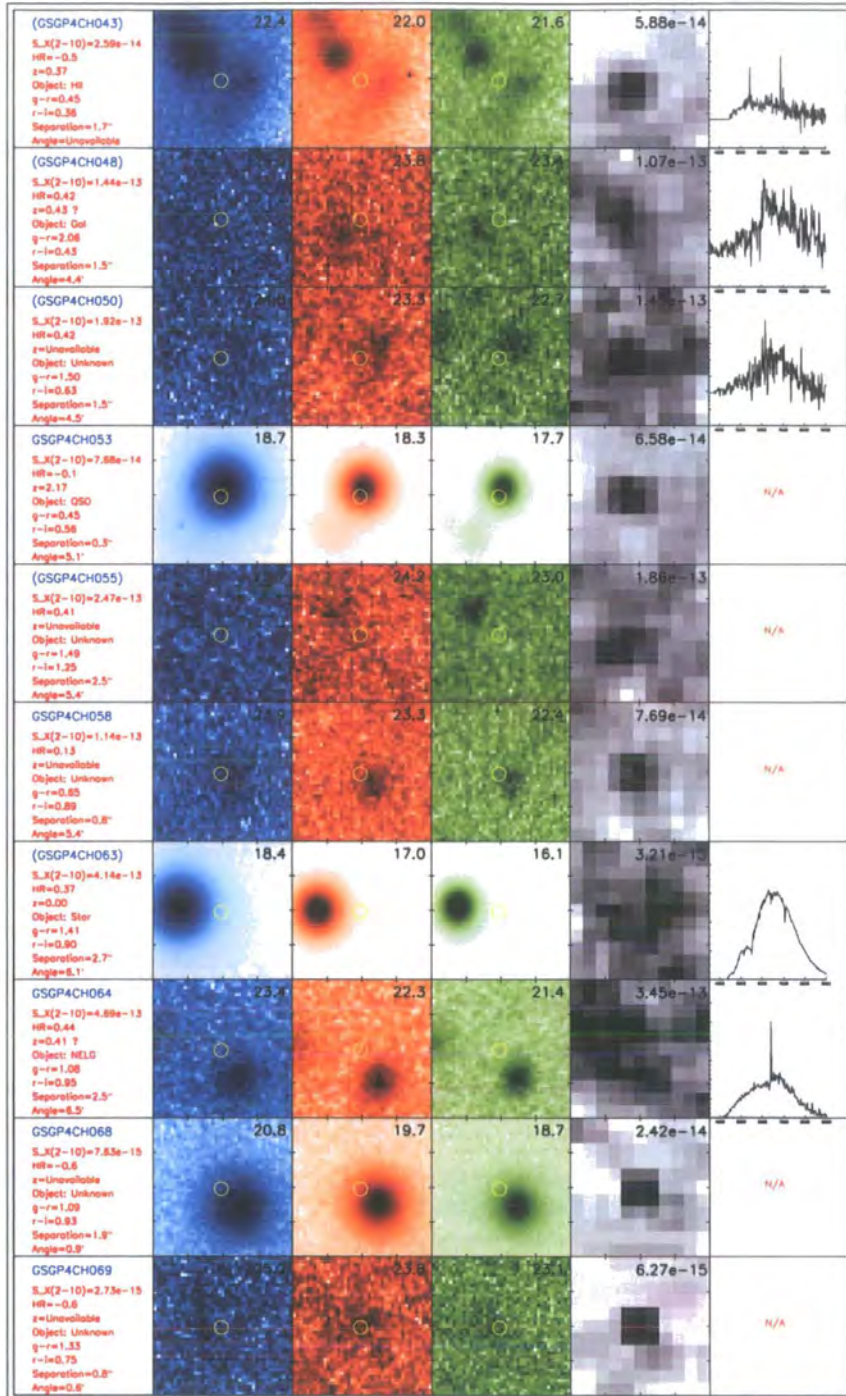 (GSGP4CH043)
S_X(2-10)=2.59e-14
HR=-0.5
z=0.37
Object: HII
g-r=0.45
r-i=0.36
Separation=1.7"
Angle=Unavailable
22.4
22.0
21.6
5.88e-14
(GSGP4CH048)
S_X(2-10)=1.44e-13
HR=0.42
z=0.43 ?
Object: Gal
g-r=2.06
r-i=0.43
Separation=1.5"
Angle=4.4'
23.8
1.07e-13
(GSGP4CH050)
S_X(2-10)=1.92e-13
HR=0.42
z=Unavailable
Object: Unknown
g-r=1.50
r-i=0.63
Separation=1.5"
Angle=4.5'
23.3
22.7
GSGP4CH053
S_X(2-10)=7.68e-14
HR=-0.1
z=2.17
Object: QSO
g-r=0.45
r-i=0.56
Separation=0.3"
Angle=5.1'
18.7
18.3
17.7
6.58e-14
N/A
(GSGP4CH055)
S_X(2-10)=2.47e-13
HR=0.41
z=Unavailable
Object: Unknown
g-r=1.49
r-i=1.25
Separation=2.5"
Angle=5.4'
24.2
23.0
1.86e-13
N/A
GSGP4CH058
S_X(2-10)=1.14e-13
HR=0.13
z=Unavailable
Object: Unknown
g-r=0.65
r-i=0.89
Separation=0.8"
Angle=5.4'
23.3
22.4
7.69e-14
N/A
(GSGP4CH063)
S_X(2-10)=4.14e-13
HR=0.37
z=0.00
Object: Star
g-r=1.41
r-i=0.90
Separation=2.7"
Angle=6.1'
18.4
17.0
16.1
3.21e-15
GSGP4CH064
S_X(2-10)=4.69e-13
HR=0.44
z=0.41 ?
Object: NELG
g-r=1.08
r-i=0.95
Separation=2.5"
Angle=6.5'
23.4
22.3
21.4
3.45e-13
GSGP4CH068
S_X(2-10)=7.63e-15
HR=-0.6
z=Unavailable
Object: Unknown
g-r=1.09
r-i=0.93
Separation=1.9"
Angle=0.9'
20.8
19.7
18.7
2.42e-14
N/A
GSGP4CH069
S_X(2-10)=2.73e-15
HR=-0.6
z=Unavailable
Object: Unknown
g-r=1.33
r-i=0.75
Separation=0.8"
Angle=0.6'
23.8
23.1
6.27e-15
N/A